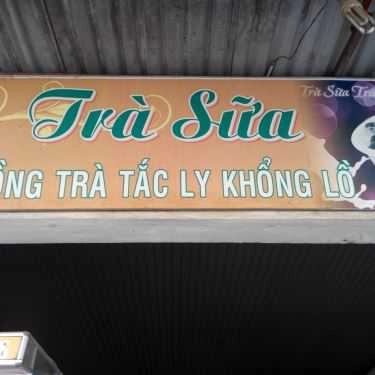 Trà Sữa
Trà Sữa
TRÀ TẮC LY KHỔNG LỒ